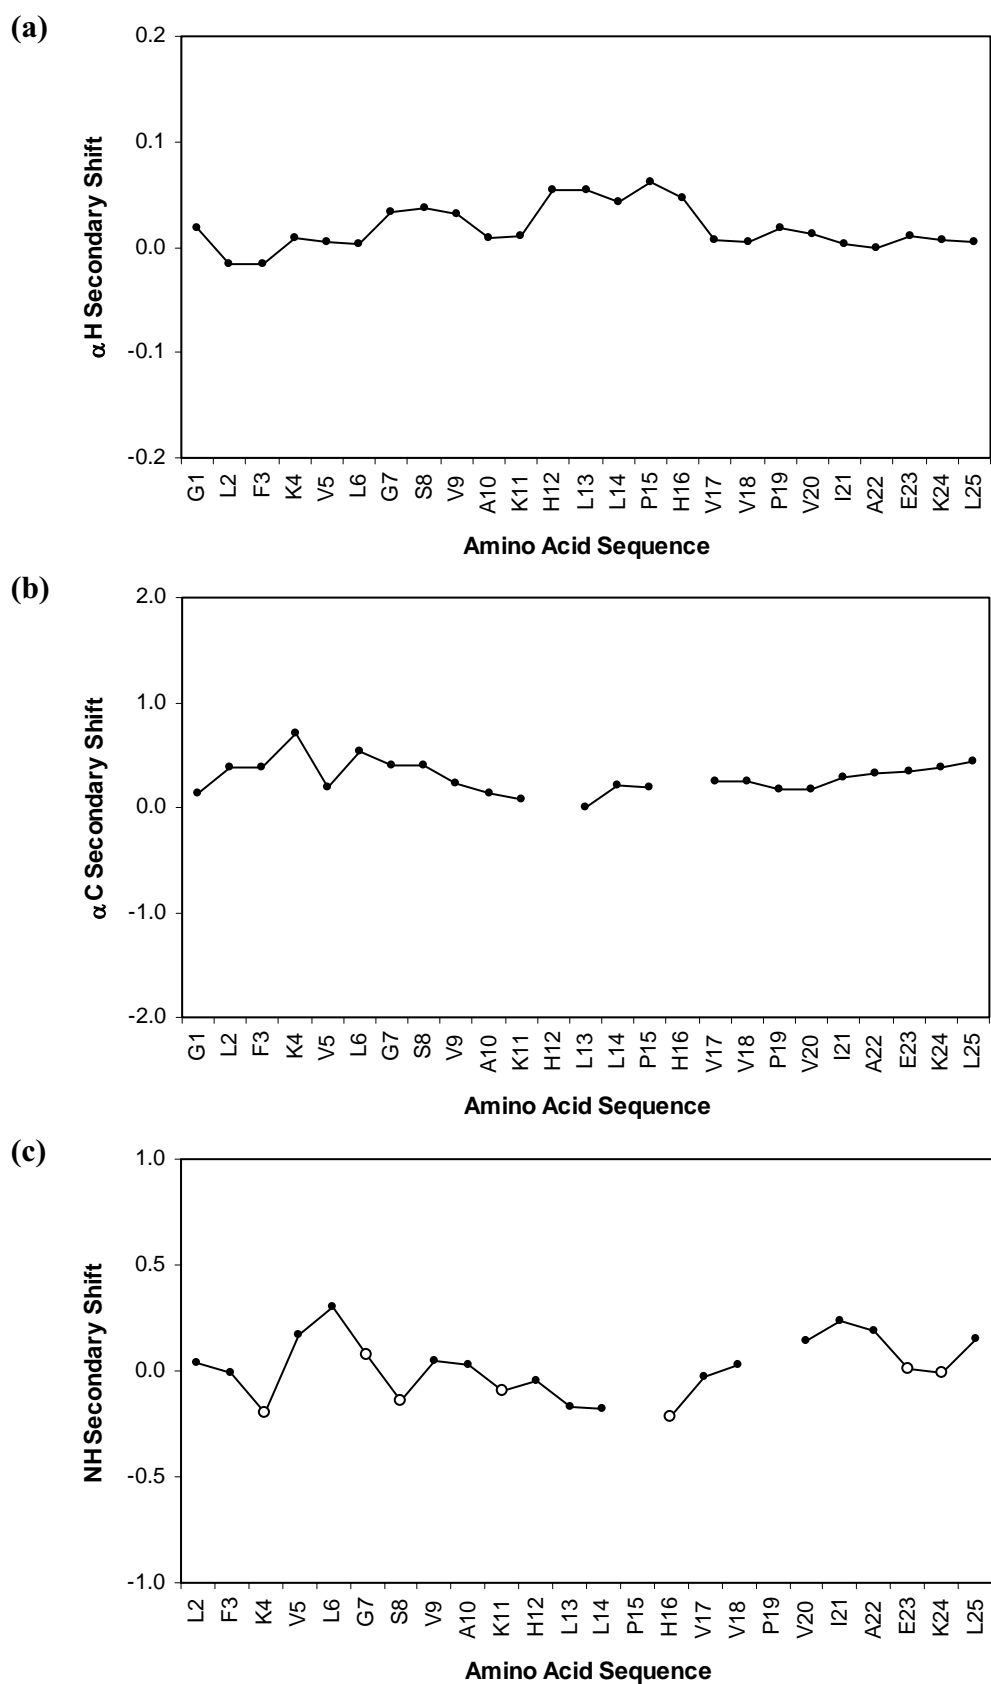 (a)
0.2
0.1
0.0
-0.1
-0.2
αH Secondary Shift
G1 L2 F3 K4 V5 L6 G7 S8 V9 A10 K11 H12 L13 L14 P15 H16 V17 V18 P19 V20 I21 A22 E23 K24 L25
Amino Acid Sequence
(b)
2.0
1.0
0.0
-1.0
-2.0
αC Secondary Shift
G1 L2 F3 K4 V5 L6 G7 S8 V9 A10 K11 H12 L13 L14 P15 H16 V17 V18 P19 V20 I21 A22 E23 K24 L25
Amino Acid Sequence
(c)
1.0
0.5
0.0
-0.5
-1.0
NH Secondary Shift
L2 F3 K4 V5 L6 G7 S8 V9 A10 K11 H12 L13 L14 P15 H16 V17 V18 P19 V20 I21 A22 E23 K24 L25
Amino Acid Sequence